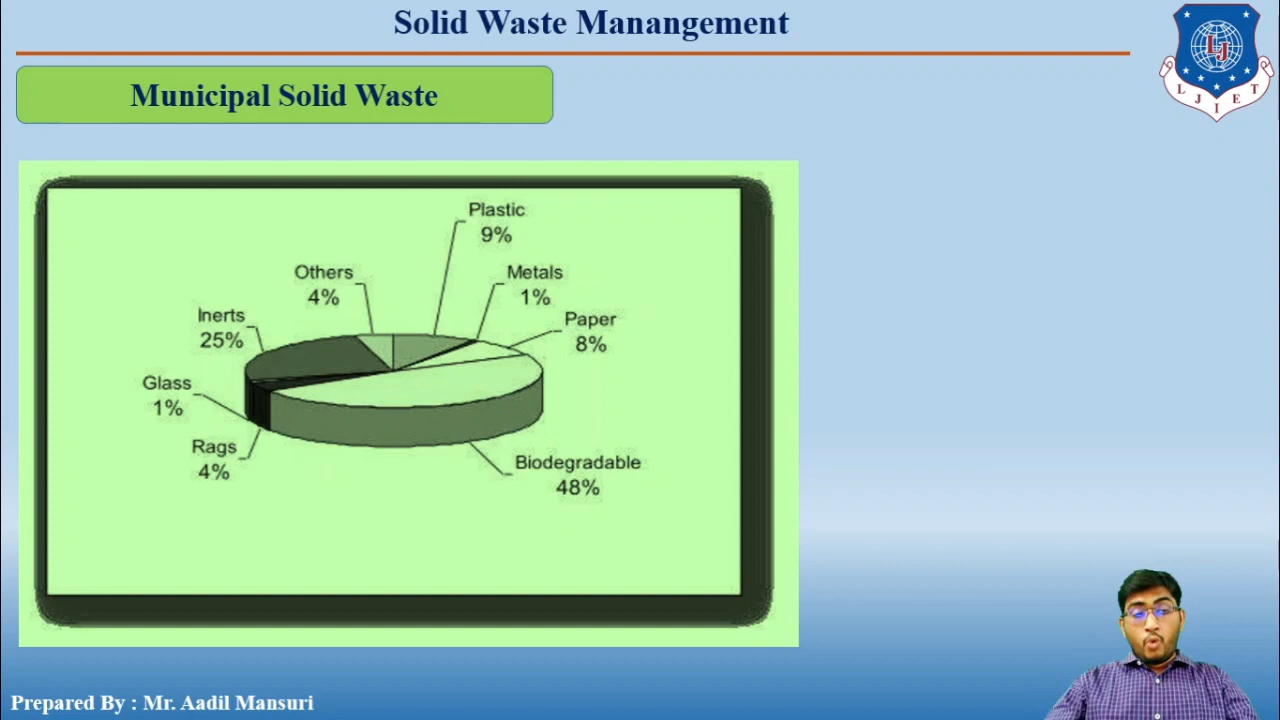 Solid Waste Manangement
L J I E T
LJ
Municipal Solid Waste
Plastic
9%
Others
4%
Metals
1%
Inerts
25%
Paper
8%
Glass
1%
Rags
4%
Biodegradable
48%
Prepared By : Mr. Aadil Mansuri